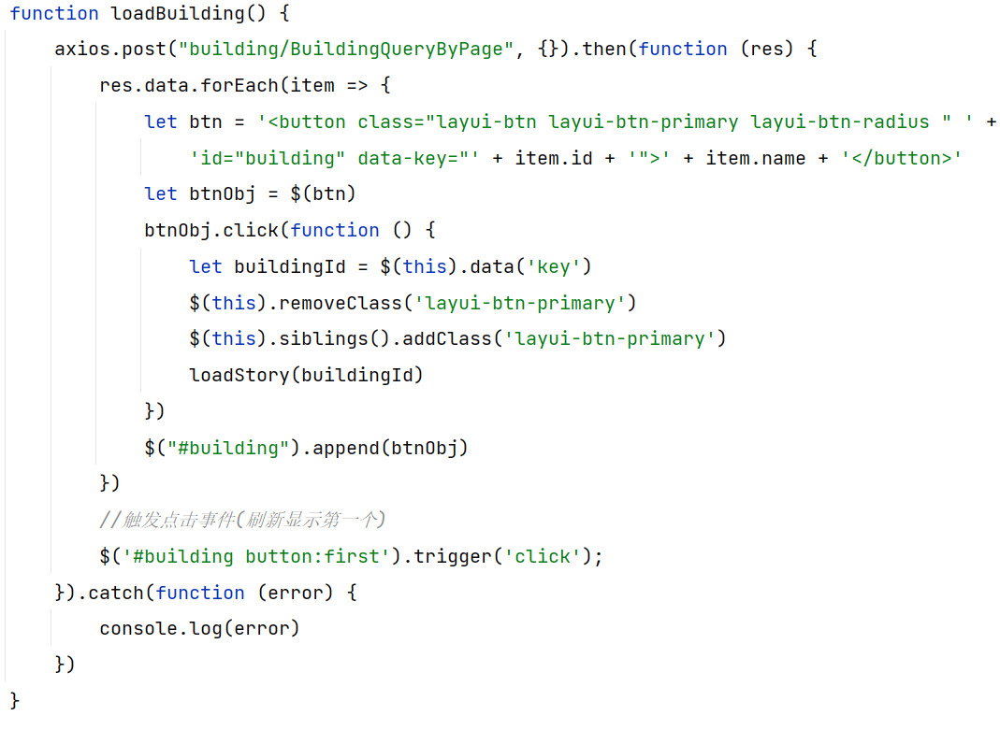 function loadBuilding() {
    axios.post("building/BuildingQueryByPage", {}).then(function (res) {
        res.data.forEach(item => {
            let btn = '<button class="layui-btn layui-btn-primary layui-btn-radius " ' +
                'id="building" data-key="' + item.id + '">' + item.name + '</button>'
            let btnObj = $(btn)
            btnObj.click(function () {
                let buildingId = $(this).data('key')
                $(this).removeClass('layui-btn-primary')
                $(this).siblings().addClass('layui-btn-primary')
                loadStory(buildingId)
            })
            $("#building").append(btnObj)
        })
        //触发点击事件(刷新显示第一个)
        $('#building button:first').trigger('click');
    }).catch(function (error) {
        console.log(error)
    })
}